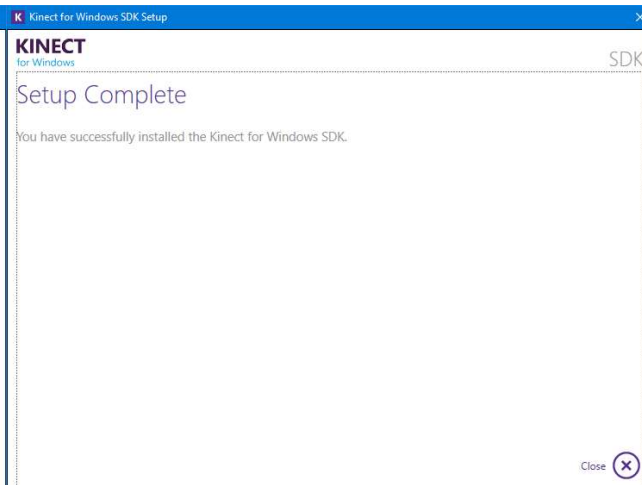 K Kinect for Windows SDK Setup
KINECT
for Windows
SDK
Setup Complete
You have successfully installed the Kinect for Windows SDK.
Close